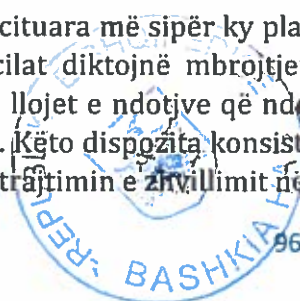 cituara më sipër ky pla
cilat diktojnë mbrojtje
llojet e ndotjve që nd
. Këto dispozita konsist
trajtimin e zhvillimit në
96
BASHKIA